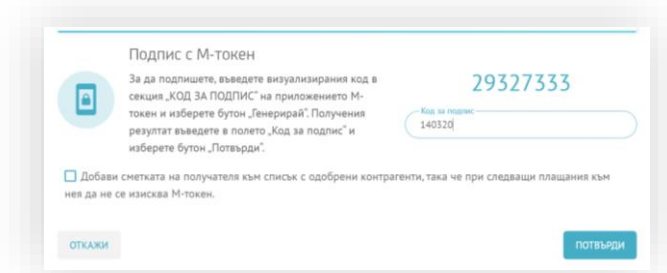 Подпис с М-токен
За да подпишете, въведете визуализирания код в
секция „КОД ЗА ПОДПИС" на приложението М-
токен и изберете бутон „Генерирай". Получения
резултат въведете в полето „Код за подпис" и
изберете бутон „Потвърди".
29327333
Код за подпис
140320
Добави сметката на получателя към списък с одобрени контрагенти, така че при следващи плащания към
нея да не се изисква М-токен.
ОТКАЖИ
ПОТВЪРДИ